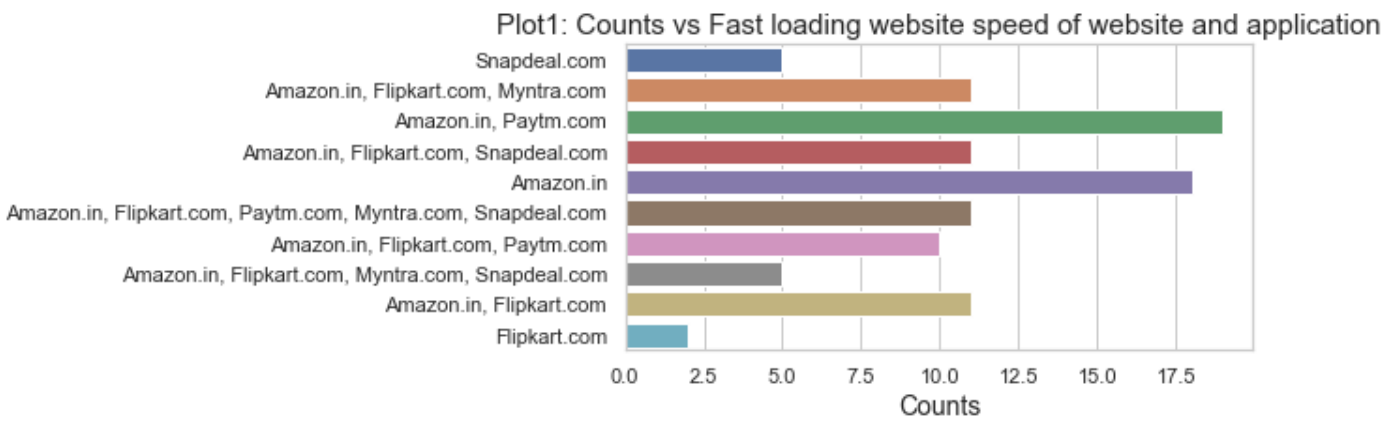 Plot1: Counts vs Fast loading website speed of website and application
Snapdeal.com
Amazon.in, Flipkart.com, Myntra.com
Amazon.in, Paytm.com
Amazon.in, Flipkart.com, Snapdeal.com
Amazon.in
Amazon.in, Flipkart.com, Paytm.com, Myntra.com, Snapdeal.com
Amazon.in, Flipkart.com, Paytm.com
Amazon.in, Flipkart.com, Myntra.com, Snapdeal.com
Amazon.in, Flipkart.com
Flipkart.com
0.0 2.5 5.0 7.5 10.0 12.5 15.0 17.5
Counts